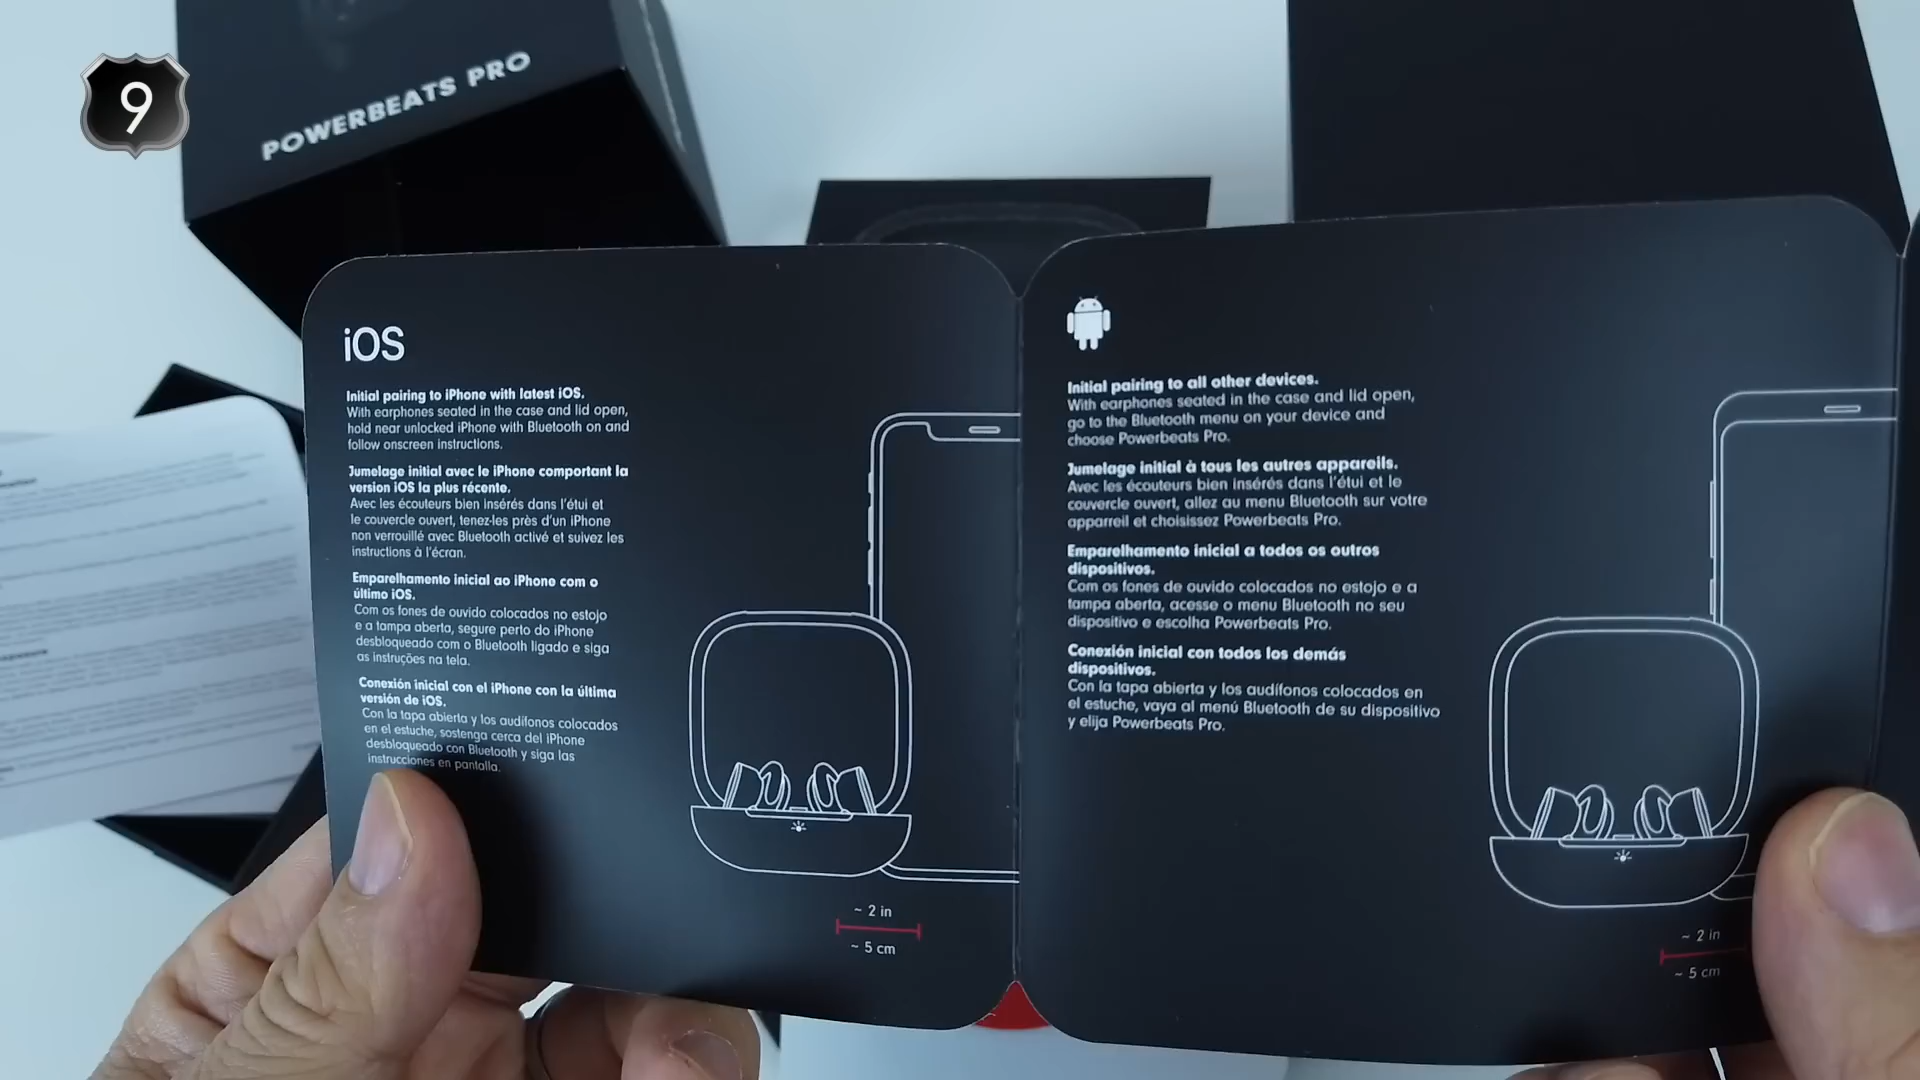 9
POWERBEATS PRO
iOS
Initial pairing to iPhone with latest iOS.
With earphones seated in the case and lid open,
hold near unlocked iPhone with Bluetooth on and
follow onscreen instructions.
Jumelage initial avec le iPhone comportant la
version iOS la plus récente.
Avec les écouteurs bien insérés dans l'étui et
le couvercle ouvert, tenez-les près d'un iPhone
non verrouillé avec Bluetooth activé et suivez les
instructions à l'écran.
Emparelhamento inicial ao iPhone com o
último iOS.
Com os fones de ouvido colocados no estojo
e a tampa aberta, segure perto do iPhone
desbloqueado com o Bluetooth ligado e siga
as instruções na tela.
Conexión inicial con el iPhone con la última
versión de iOS.
Con la tapa abierta y los audífonos colocados
en el estuche, sostenga cerca del iPhone
desbloqueado con Bluetooth y siga las
instrucciones en pantalla.
~ 2 in
~ 5 cm
Initial pairing to all other devices.
With earphones seated in the case and lid open,
go to the Bluetooth menu on your device and
choose Powerbeats Pro.
Jumelage initial à tous les autres appareils.
Avec les écouteurs bien insérés dans l'étui et le
couvercle ouvert, allez au menu Bluetooth sur votre
appareil et choisissez Powerbeats Pro.
Emparelhamento inicial a todos os outros
dispositivos.
Com os fones de ouvido colocados no estojo e a
tampa aberta, acesse o menu Bluetooth no seu
dispositivo e escolha Powerbeats Pro.
Conexión inicial con todos los demás
dispositivos.
Con la tapa abierta y los audífonos colocados en
el estuche, vaya al menú Bluetooth de su dispositivo
y elija Powerbeats Pro.
~ 2 in
~ 5 cm